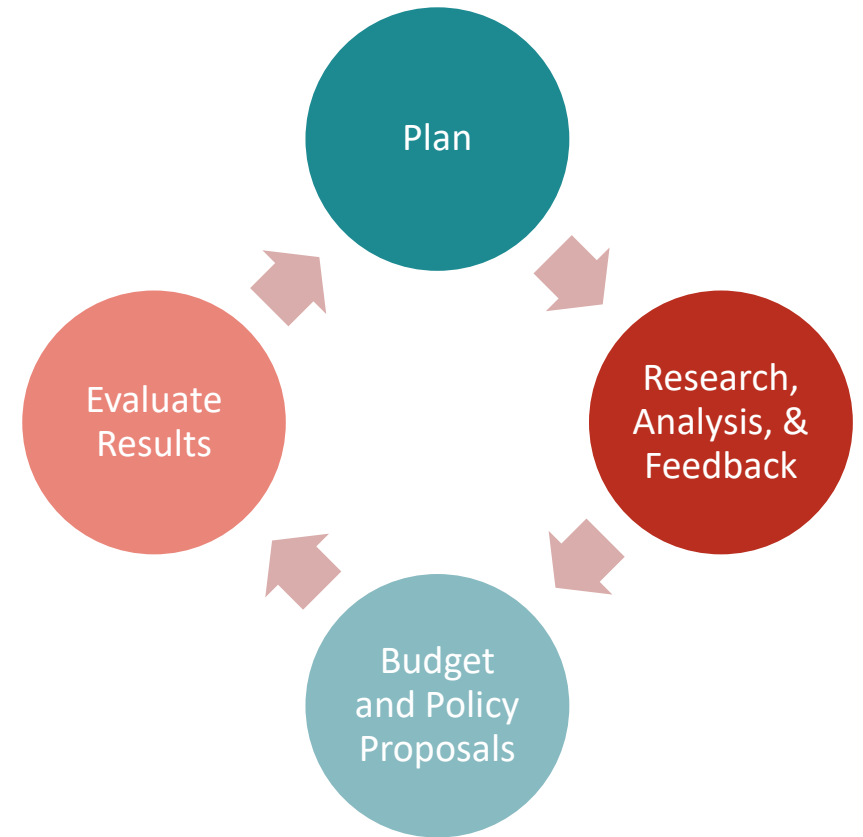 Plan
Research,
Analysis, &
Feedback
Budget
and Policy
Proposals
Evaluate
Results